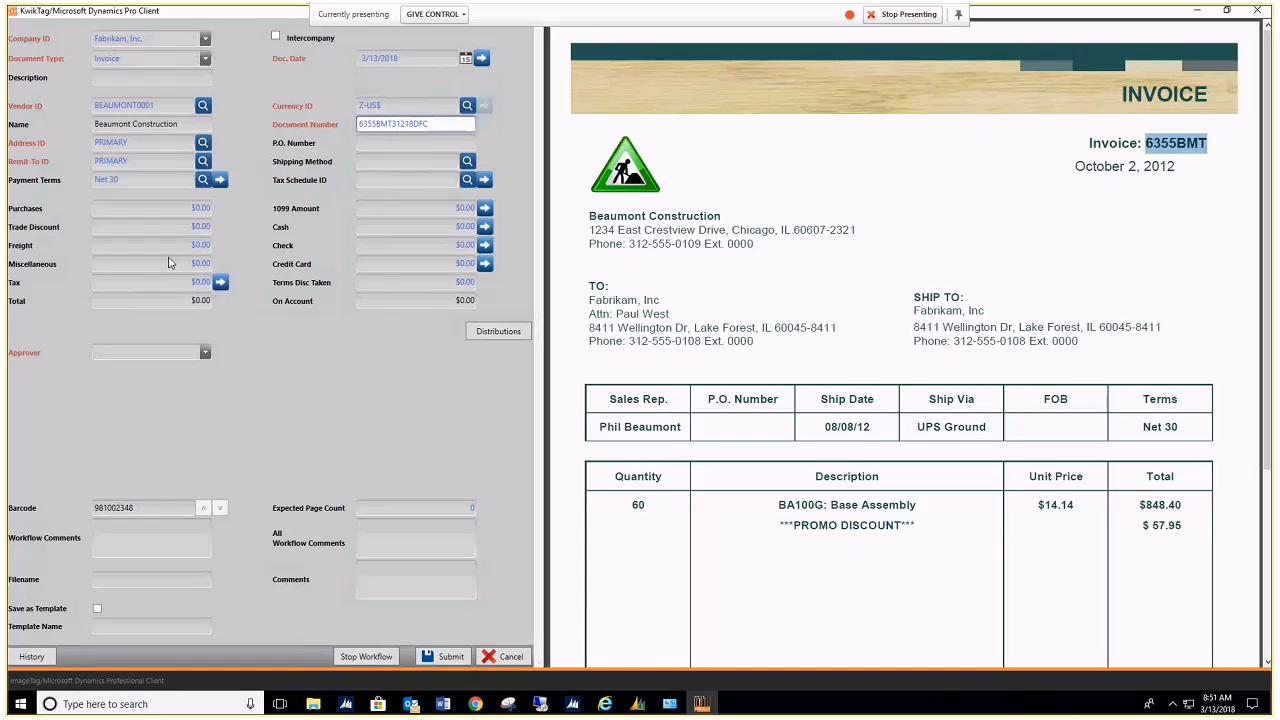 KwikTag/Microsoft Dynamics Pro Client
Currently presenting GIVE CONTROL Stop Presenting
Company ID Fabrikam, Inc. Intercompany
Document Type: Invoice Doc. Date 3/13/2018 15
Description
Vendor ID BEAUMONT0001 Currency ID Z-US$
Name Beaumont Construction Document Number 6355BMT31218DFC
Address ID PRIMARY P.O. Number
Remit-To ID PRIMARY Shipping Method
Payment Terms Net 30 Tax Schedule ID
Purchases $0.00 1099 Amount $0.00
Trade Discount $0.00 Cash $0.00
Freight $0.00 Check $0.00
Miscellaneous $0.00 Credit Card $0.00
Tax $0.00 Terms Disc Taken $0.00
Total $0.00 On Account $0.00
Distributions
Approver
Barcode 981002348 Expected Page Count 0
Workflow Comments All
Workflow Comments
Filename Comments
Save as Template
Template Name
History Stop Workflow Submit Cancel
ImageTag/Microsoft Dynamics Professional Client
INVOICE
Invoice: 6355BMT
October 2, 2012
Beaumont Construction
1234 East Crestview Drive, Chicago, IL 60607-2321
Phone: 312-555-0109 Ext. 0000
TO:
Fabrikam, Inc
Attn: Paul West
8411 Wellington Dr, Lake Forest, IL 60045-8411
Phone: 312-555-0108 Ext. 0000
SHIP TO:
Fabrikam, Inc
8411 Wellington Dr, Lake Forest, IL 60045-8411
Phone: 312-555-0108 Ext. 0000
Sales Rep. P.O. Number Ship Date Ship Via FOB Terms
Phil Beaumont 08/08/12 UPS Ground Net 30
Quantity Description Unit Price Total
60 BA100G: Base Assembly $14.14 $848.40
***PROMO DISCOUNT*** $ 57.95
Type here to search
8:51 AM
3/13/2018